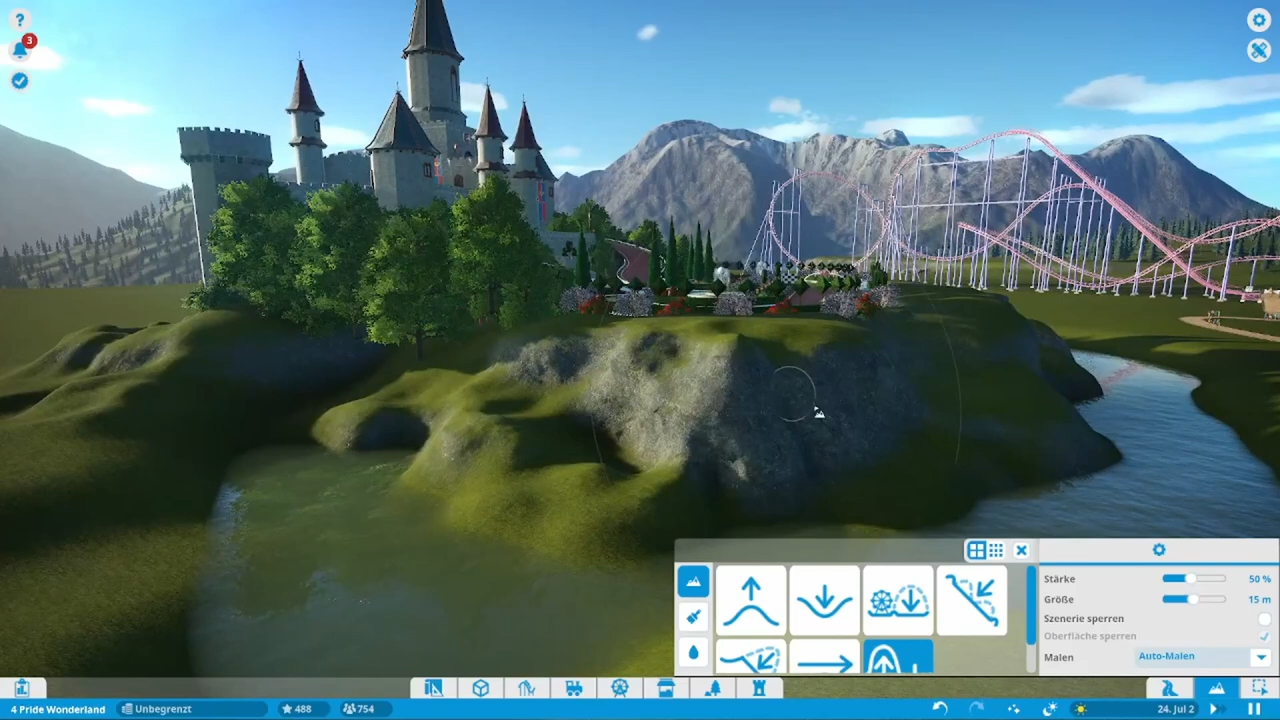 ?
3
Stärke 50 %
Größe 15 m
Szenerie sperren
Oberfläche sperren
Malen Auto-Malen
4 Pride Wonderland Unbegrenzt 488 754 24. Jul 2